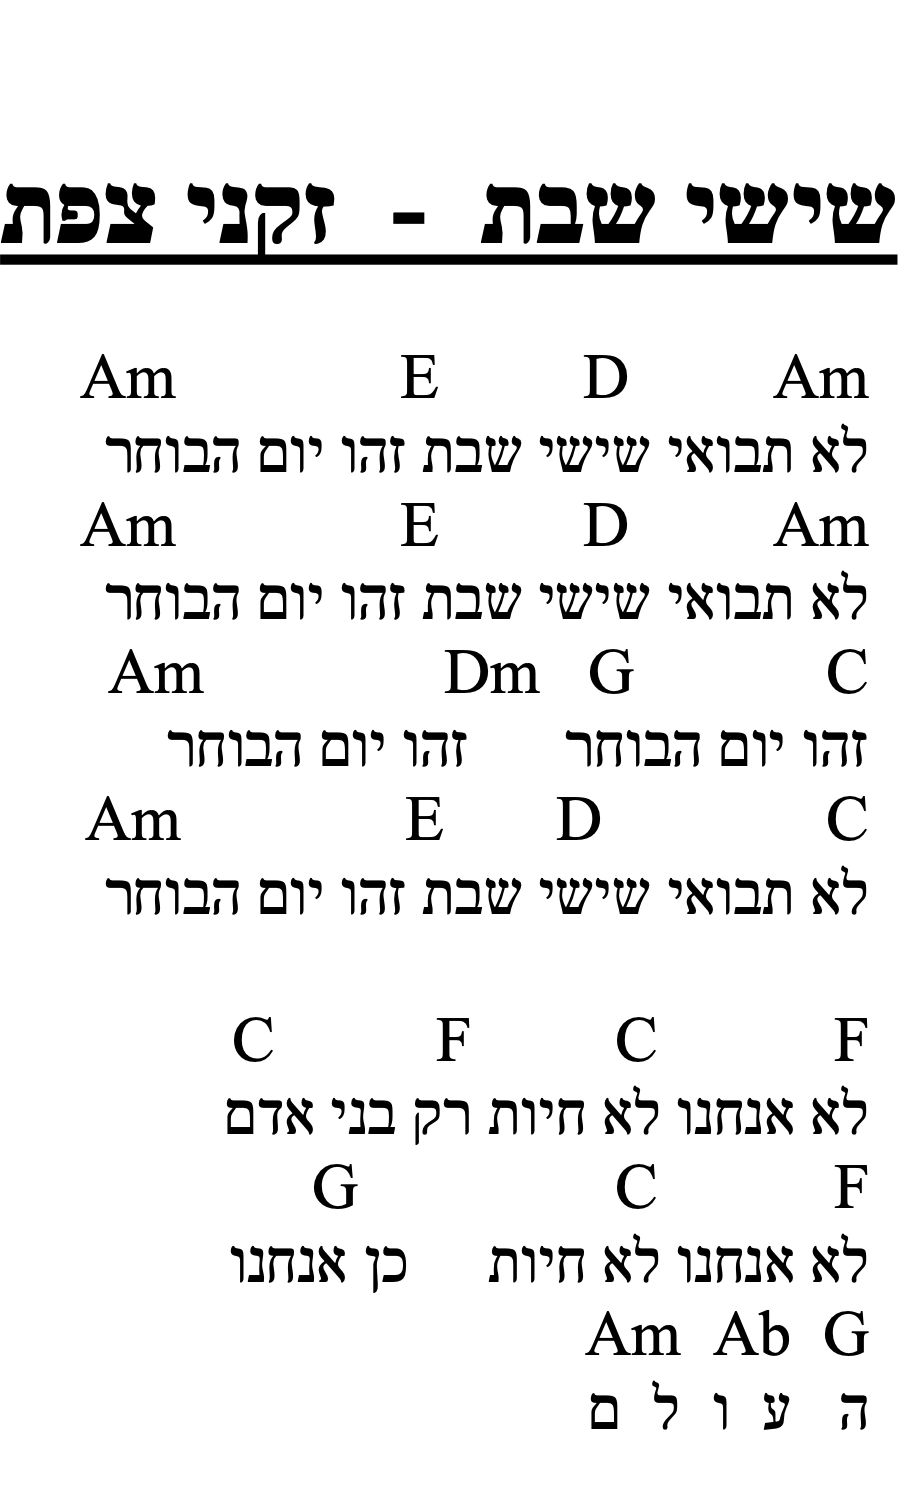 שישי שבת - זקני צפת
Am E D Am
לא תבואי שישי שבת זהו יום הבוחר
Am E D Am
לא תבואי שישי שבת זהו יום הבוחר
Am Dm G C
זהו יום הבוחר זהו יום הבוחר
Am E D C
לא תבואי שישי שבת זהו יום הבוחר
C F C F
לא אנחנו לא חיות רק בני אדם
G C F
לא אנחנו לא חיות כן אנחנו
Am Ab G
ה ע ו ל ם